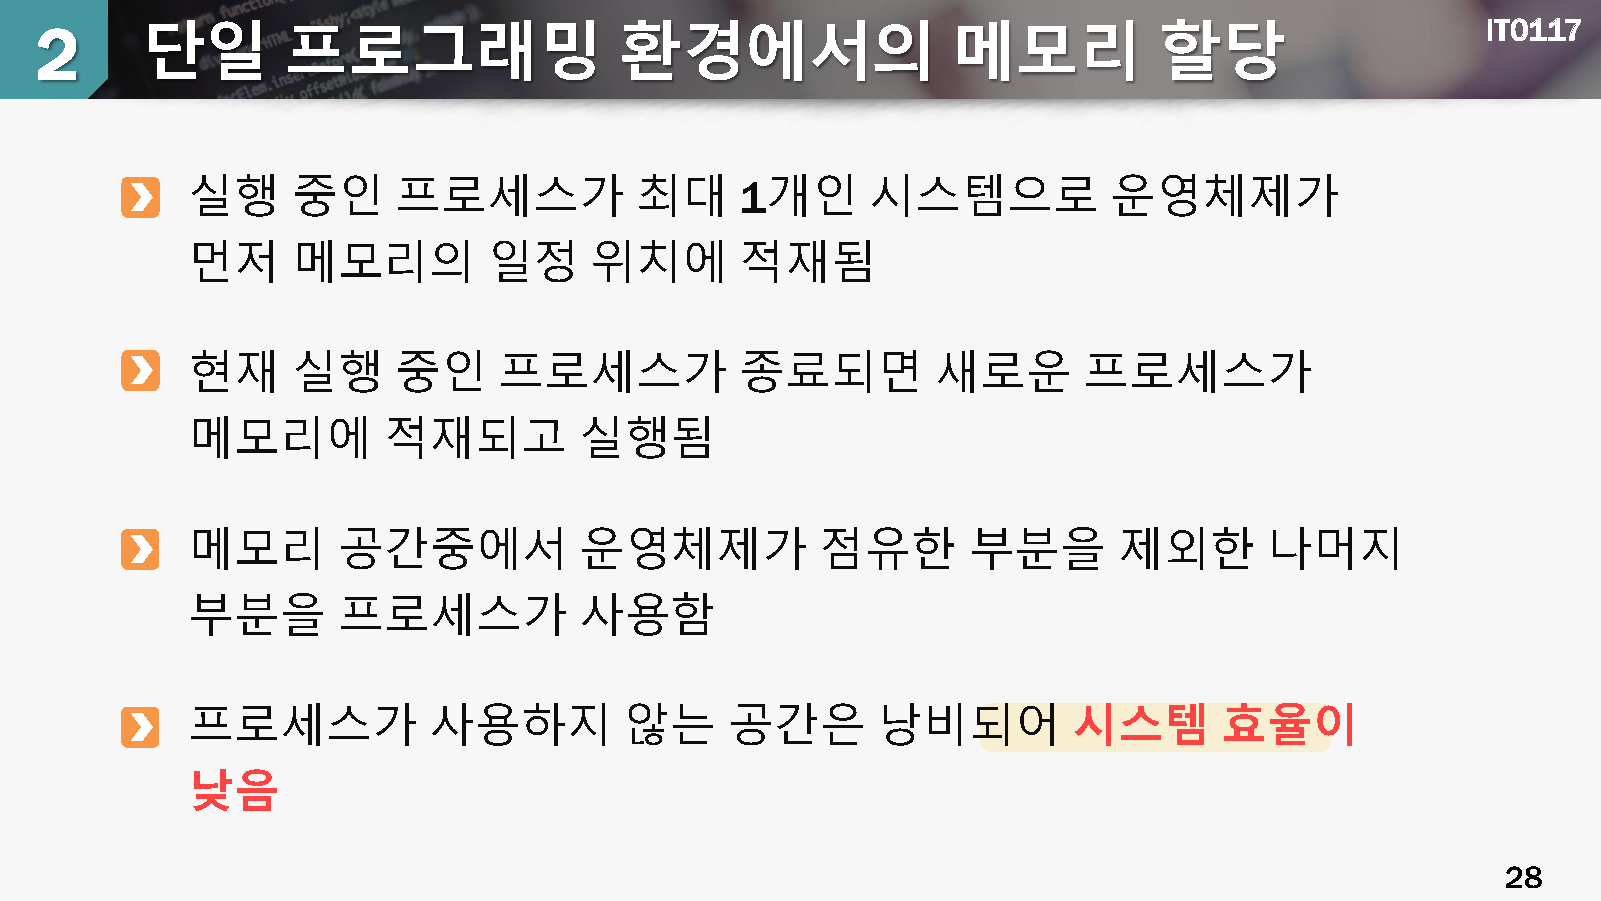 2 단일 프로그래밍 환경에서의 메모리 할당
IT0117
실행 중인 프로세스가 최대 1개인 시스템으로 운영체제가
먼저 메모리의 일정 위치에 적재됨
현재 실행 중인 프로세스가 종료되면 새로운 프로세스가
메모리에 적재되고 실행됨
메모리 공간중에서 운영체제가 점유한 부분을 제외한 나머지
부분을 프로세스가 사용함
프로세스가 사용하지 않는 공간은 낭비되어 시스템 효율이
낮음
28